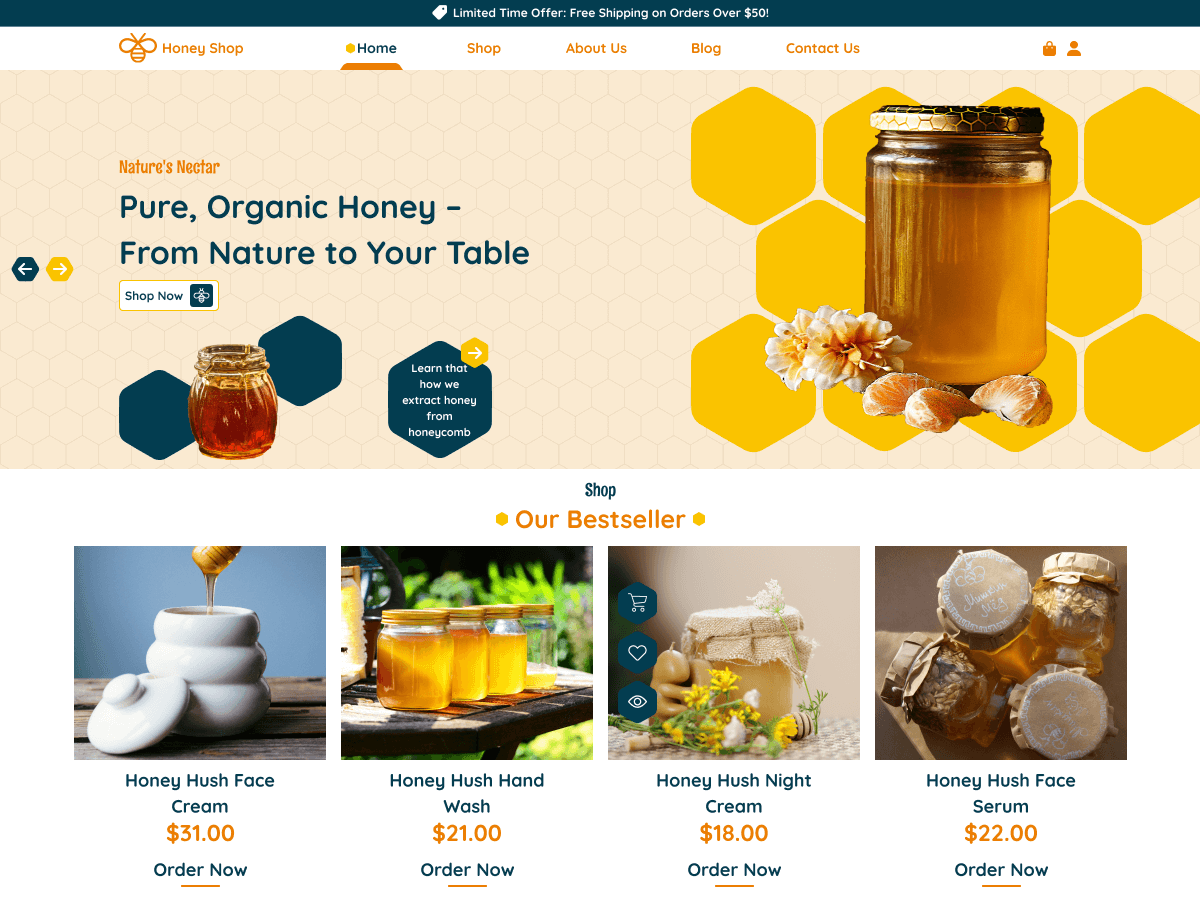 Limited Time Offer: Free Shipping on Orders Over $50!
Honey Shop
Home
Shop
About Us
Blog
Contact Us
Nature's Nectar
Pure, Organic Honey –
From Nature to Your Table
Shop Now
Learn that
how we
extract honey
from
honeycomb
Shop
Our Bestseller
Honey Hush Face
Cream
$31.00
Order Now
Honey Hush Hand
Wash
$21.00
Order Now
Honey Hush Night
Cream
$18.00
Order Now
Honey Hush Face
Serum
$22.00
Order Now